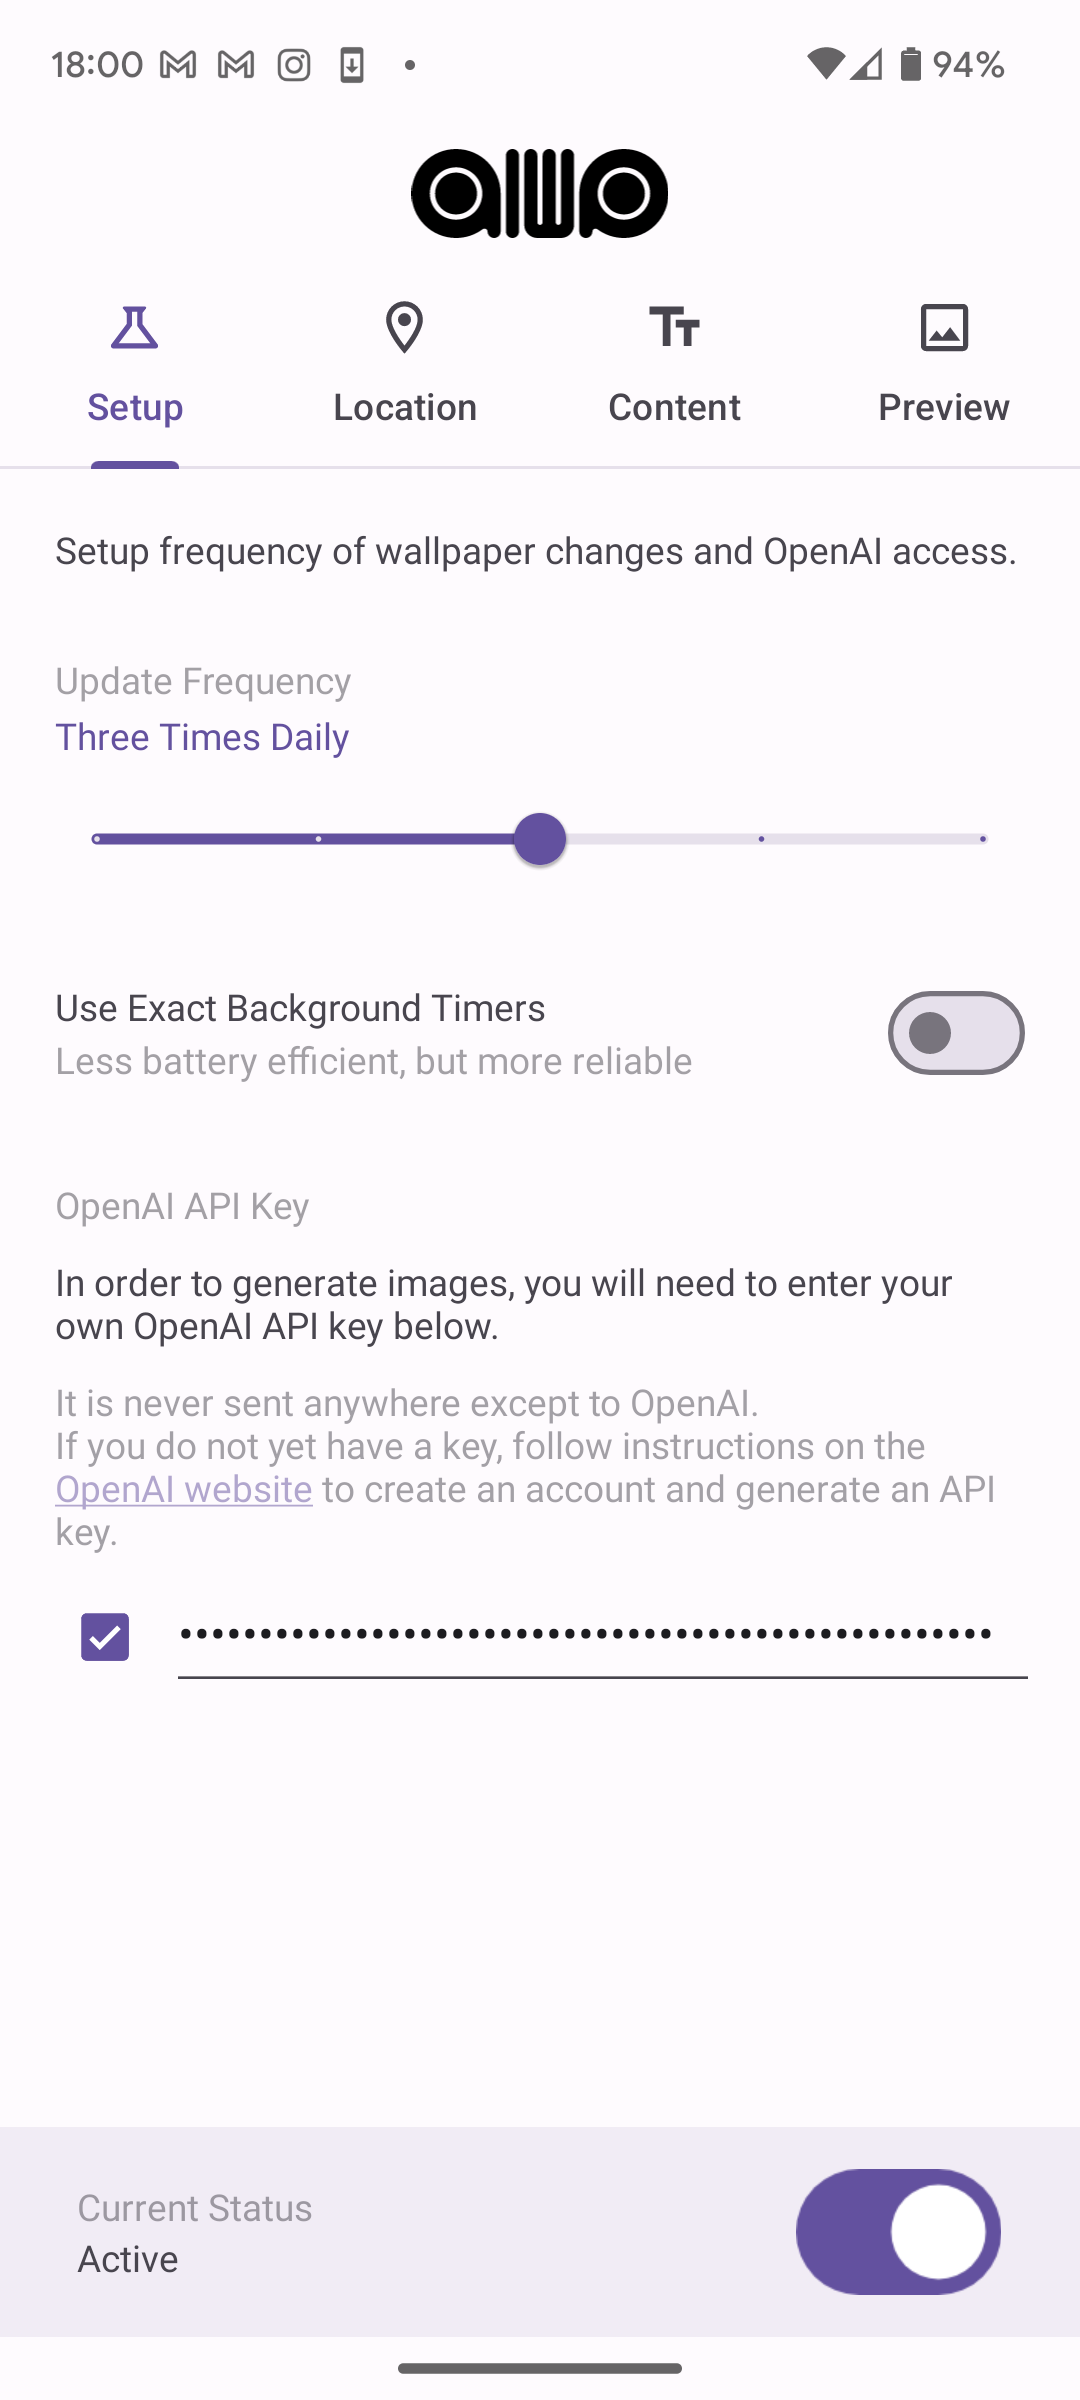 18:00
94%
awp
Setup
Location
Content
Preview
Setup frequency of wallpaper changes and OpenAI access.
Update Frequency
Three Times Daily
Use Exact Background Timers
Less battery efficient, but more reliable
OpenAI API Key
In order to generate images, you will need to enter your
own OpenAI API key below.
It is never sent anywhere except to OpenAI.
If you do not yet have a key, follow instructions on the
OpenAI website to create an account and generate an API
key.
•••••••••••••••••••••••••••••••••••••••••••••••••••
Current Status
Active